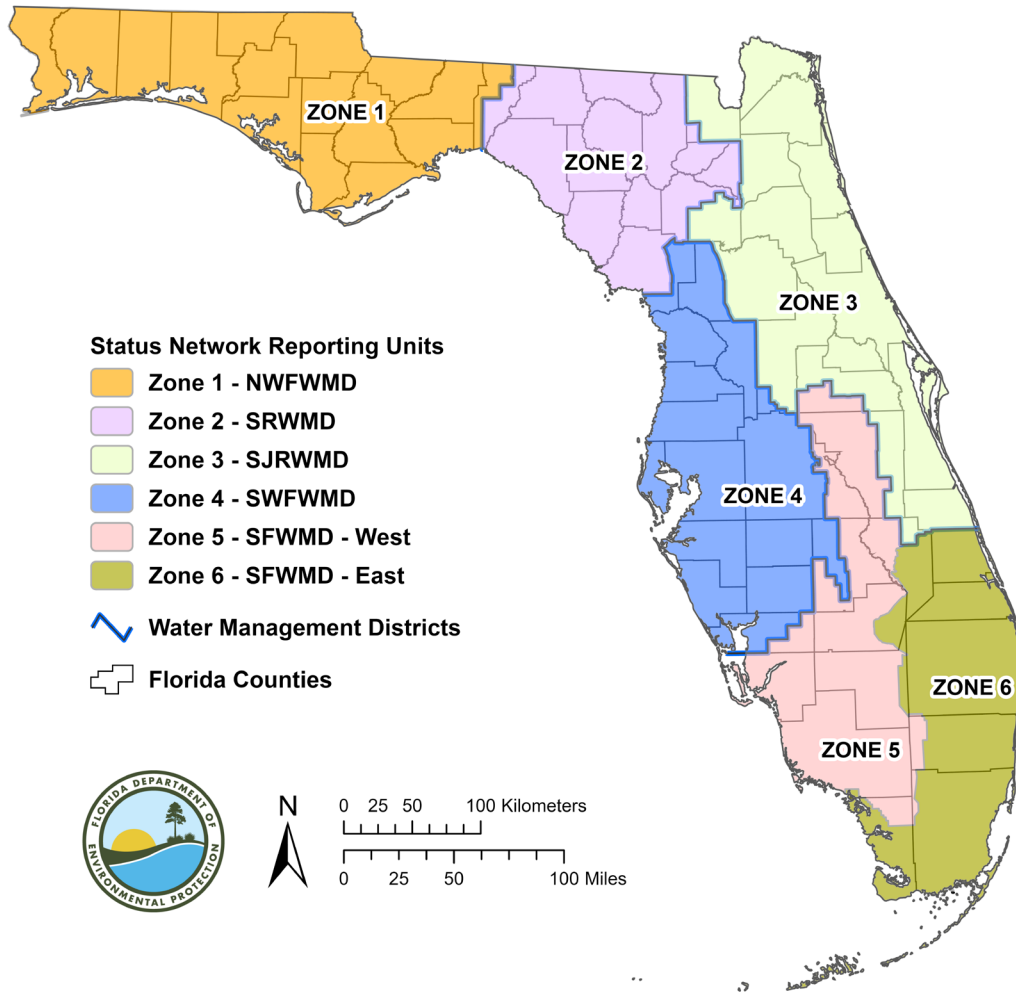 ZONE 1
ZONE 2
ZONE 3
Status Network Reporting Units
Zone 1 - NWFWMD
Zone 2 - SRWMD
Zone 3 - SJRWMD
Zone 4 - SWFWMD
Zone 5 - SFWMD - West
Zone 6 - SFWMD - East
Water Management Districts
Florida Counties
ZONE 4
ZONE 6
ZONE 5
FLORIDA DEPARTMENT OF
ENVIRONMENTAL PROTECTION
N
0 25 50 100 Kilometers
0 25 50 100 Miles